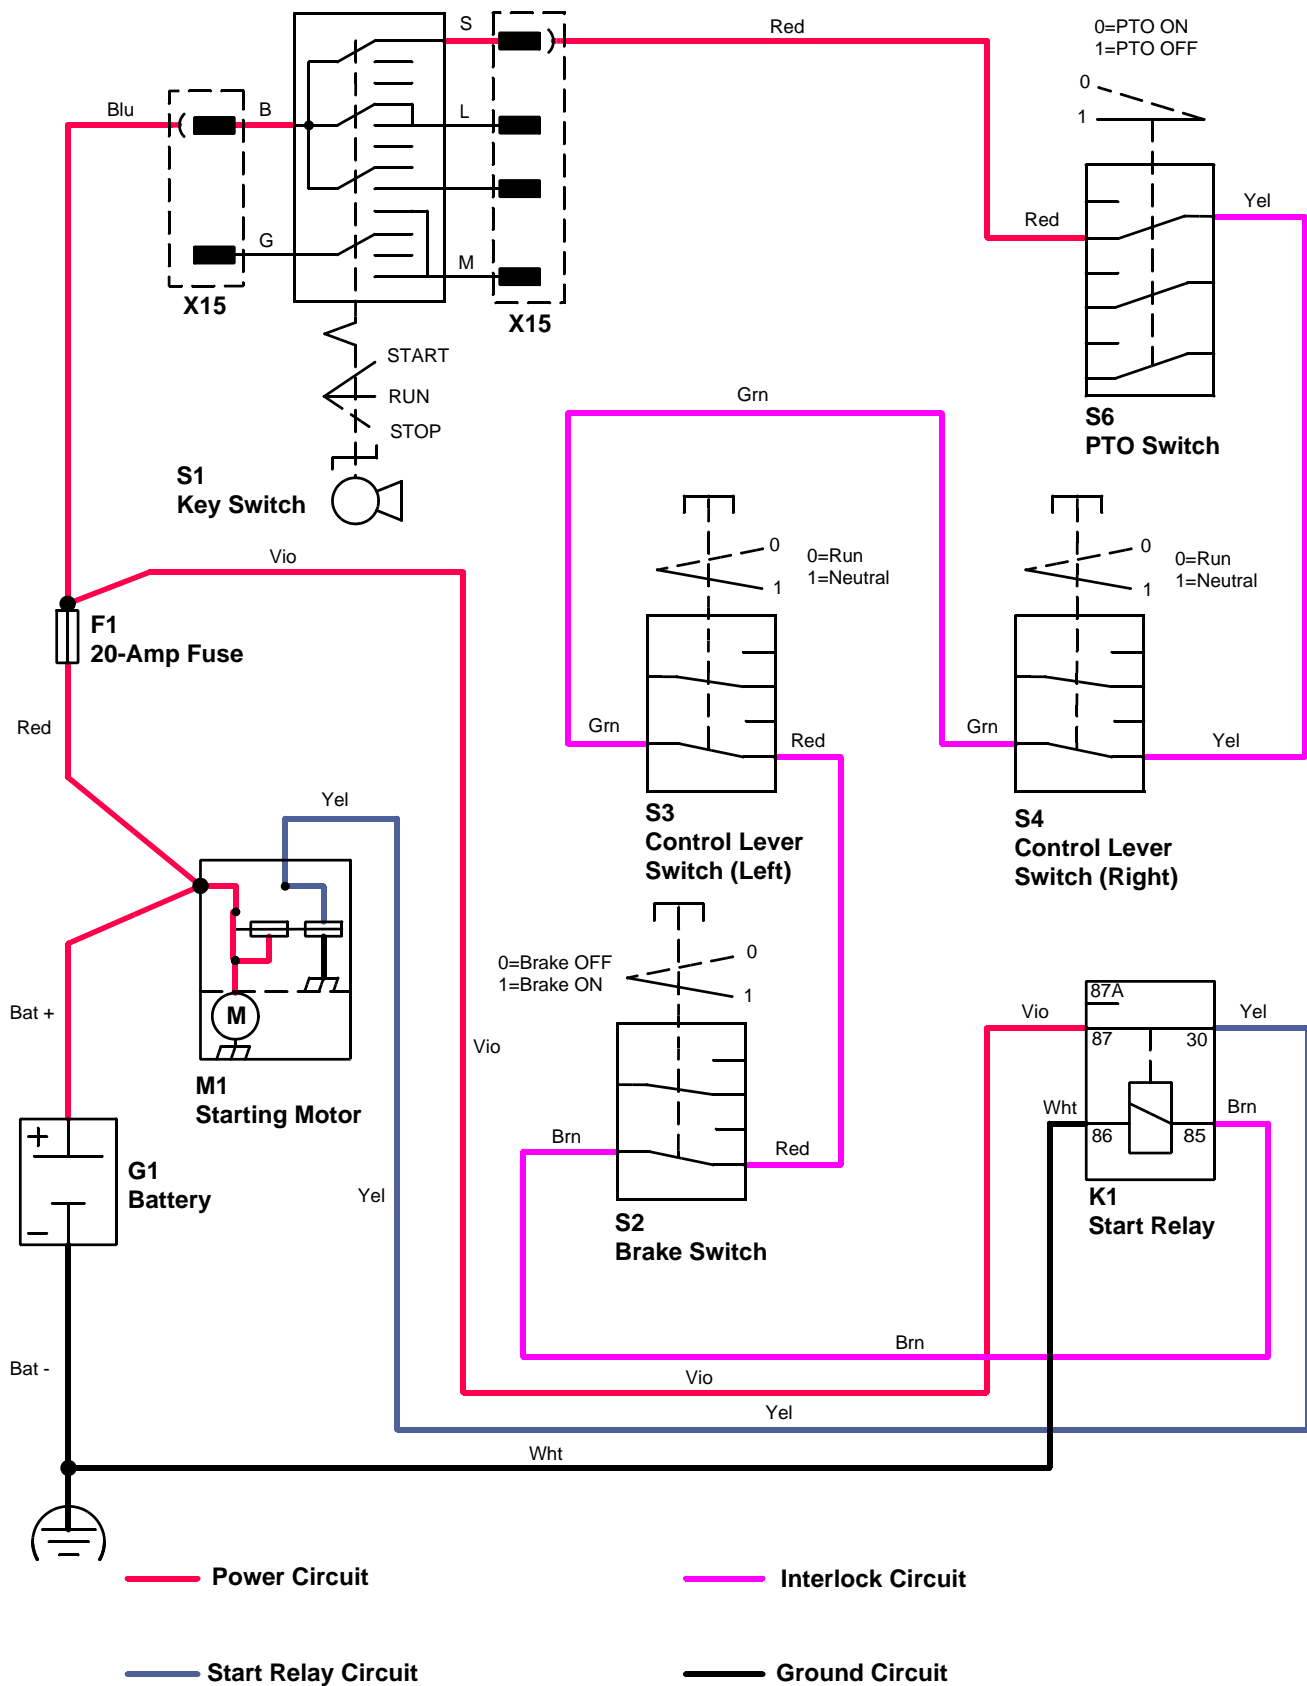 S
Red
0=PTO ON
1=PTO OFF
0
1
Blu
B
L
G
M
X15
X15
Red
Yel
START
RUN
STOP
S1
Key Switch
S6
PTO Switch
Grn
Vio
0
1
0=Run
1=Neutral
0
1
0=Run
1=Neutral
F1
20-Amp Fuse
Red
Grn
Red
Grn
Yel
S3
Control Lever
Switch (Left)
S4
Control Lever
Switch (Right)
Yel
0=Brake OFF
1=Brake ON
0
1
Bat +
M
M1
Starting Motor
Vio
Vio
87A
87
30
Yel
Wht
86
85
Brn
K1
Start Relay
+
−
G1
Battery
Yel
Brn
Red
S2
Brake Switch
Bat -
Brn
Vio
Yel
Wht
Power Circuit
Interlock Circuit
Start Relay Circuit
Ground Circuit